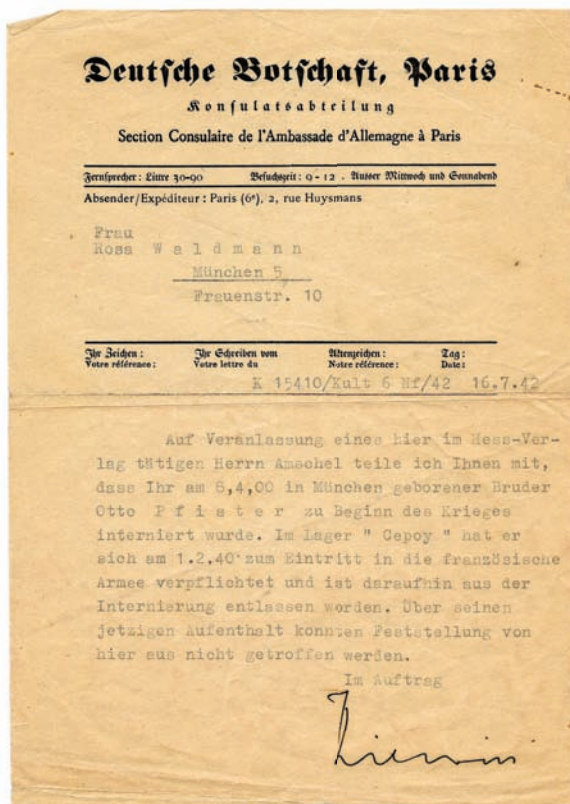 Deutsche Botschaft, Paris
Konsulatsabteilung
Section Consulaire de l'Ambassade d'Allemagne à Paris
Fernsprecher: Littre 30-90 Besuchszeit: 9-12. Ausser Mittwoch und Sonnabend
Absender/Expéditeur: Paris (6e), 2, rue Huysmans
Frau
Rosa W a l d m a n n
München 5
Frauenstr. 10
Ihr Zeichen: Ihr Schreiben vom Aktenzeichen: Tag:
Votre référence: Votre lettre du Notre référence: Date:
K 15410/Kult 6 Nf/42 16.7.42
Auf Veranlassung eines hier im Hess-Ver-
lag tätigen Herrn Amschel teile ich Ihnen mit,
dass Ihr am 6,4,00 in München geborener Bruder
Otto P f i s t e r zu Beginn des Krieges
interniert wurde. Im Lager " Cepoy " hat er
sich am 1.2.40 zum Eintritt in die französische
Armee verpflichtet und ist daraufhin aus der
Internierung entlassen worden. Über seinen
jetzigen Aufenthalt konnten Feststellung von
hier aus nicht getroffen werden.
Im Auftrag